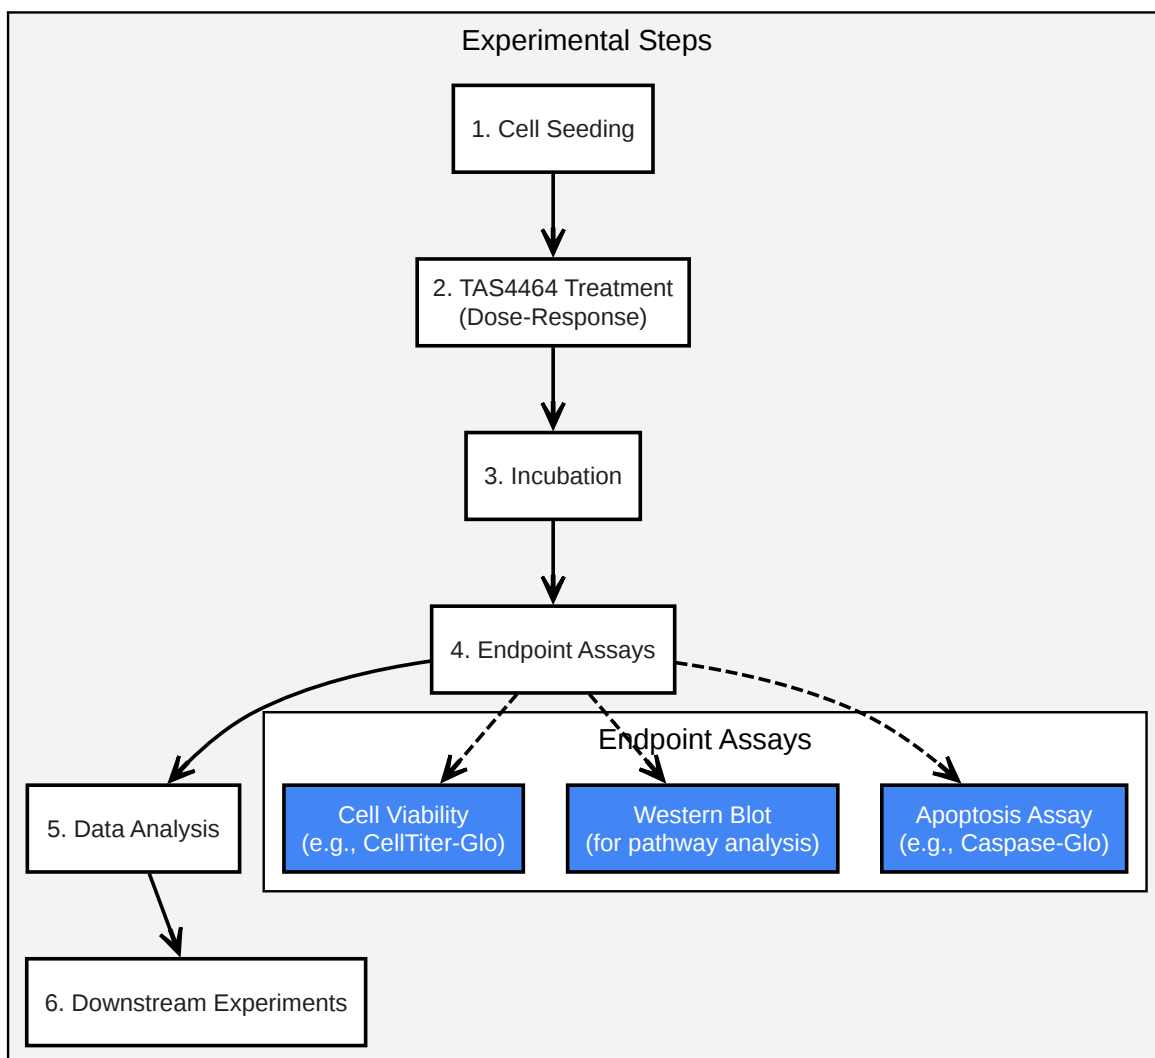 Experimental Steps
1. Cell Seeding
2. TAS4464 Treatment
(Dose-Response)
3. Incubation
4. Endpoint Assays
Endpoint Assays
5. Data Analysis
Cell Viability
(e.g., CellTiter-Glo)
Western Blot
(for pathway analysis)
Apoptosis Assay
(e.g., Caspase-Glo)
6. Downstream Experiments